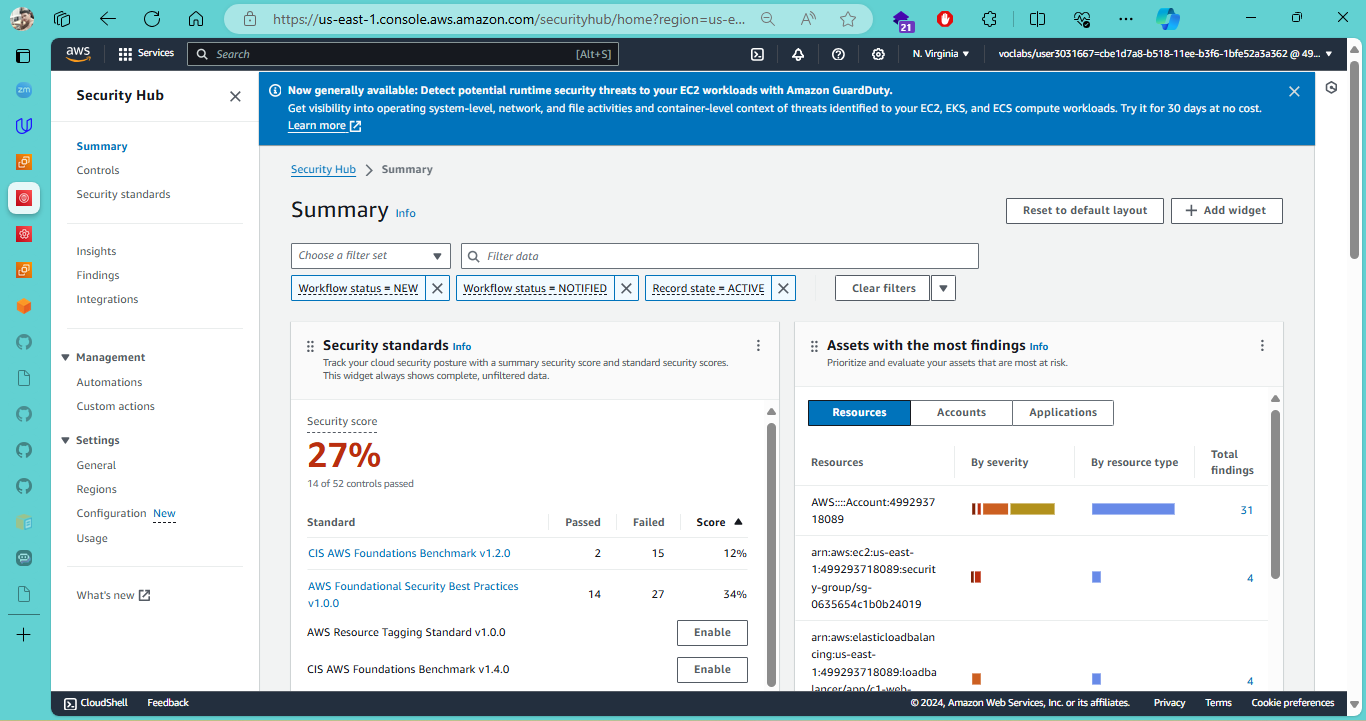 https://us-east-1.console.aws.amazon.com/securityhub/home?region=us-e...
21
zm
aws
Services
Search
[Alt+S]
N. Virginia
voclabs/user3031667=cbe1d7a8-b518-11ee-b3f6-1bfe52a3a362 @ 49...
Security Hub
Summary
Controls
Security standards
Insights
Findings
Integrations
Management
Automations
Custom actions
Settings
General
Regions
Configuration New
Usage
What's new
Now generally available: Detect potential runtime security threats to your EC2 workloads with Amazon GuardDuty.
Get visibility into operating system-level, network, and file activities and container-level context of threats identified to your EC2, EKS, and ECS compute workloads. Try it for 30 days at no cost.
Learn more
Security Hub > Summary
Summary Info
Reset to default layout
Add widget
Choose a filter set
Filter data
Workflow status = NEW
Workflow status = NOTIFIED
Record state = ACTIVE
Clear filters
Security standards Info
Track your cloud security posture with a summary security score and standard security scores.
This widget always shows complete, unfiltered data.
Security score
27%
14 of 52 controls passed
Standard Passed Failed Score
CIS AWS Foundations Benchmark v1.2.0 2 15 12%
AWS Foundational Security Best Practices
v1.0.0 14 27 34%
AWS Resource Tagging Standard v1.0.0 Enable
CIS AWS Foundations Benchmark v1.4.0 Enable
Assets with the most findings Info
Prioritize and evaluate your assets that are most at risk.
Resources Accounts Applications
Resources By severity By resource type Total
findings
AWS::::Account:499293718089 31
arn:aws:ec2:us-east-
1:499293718089:securit
y-group/sg-
0635654c1b0b24019 4
arn:aws:elasticloadbalan
cing:us-east-
1:499293718089:loadba
lancer/app/c1-web- 4
CloudShell
Feedback
© 2024, Amazon Web Services, Inc. or its affiliates.
Privacy
Terms
Cookie preferences